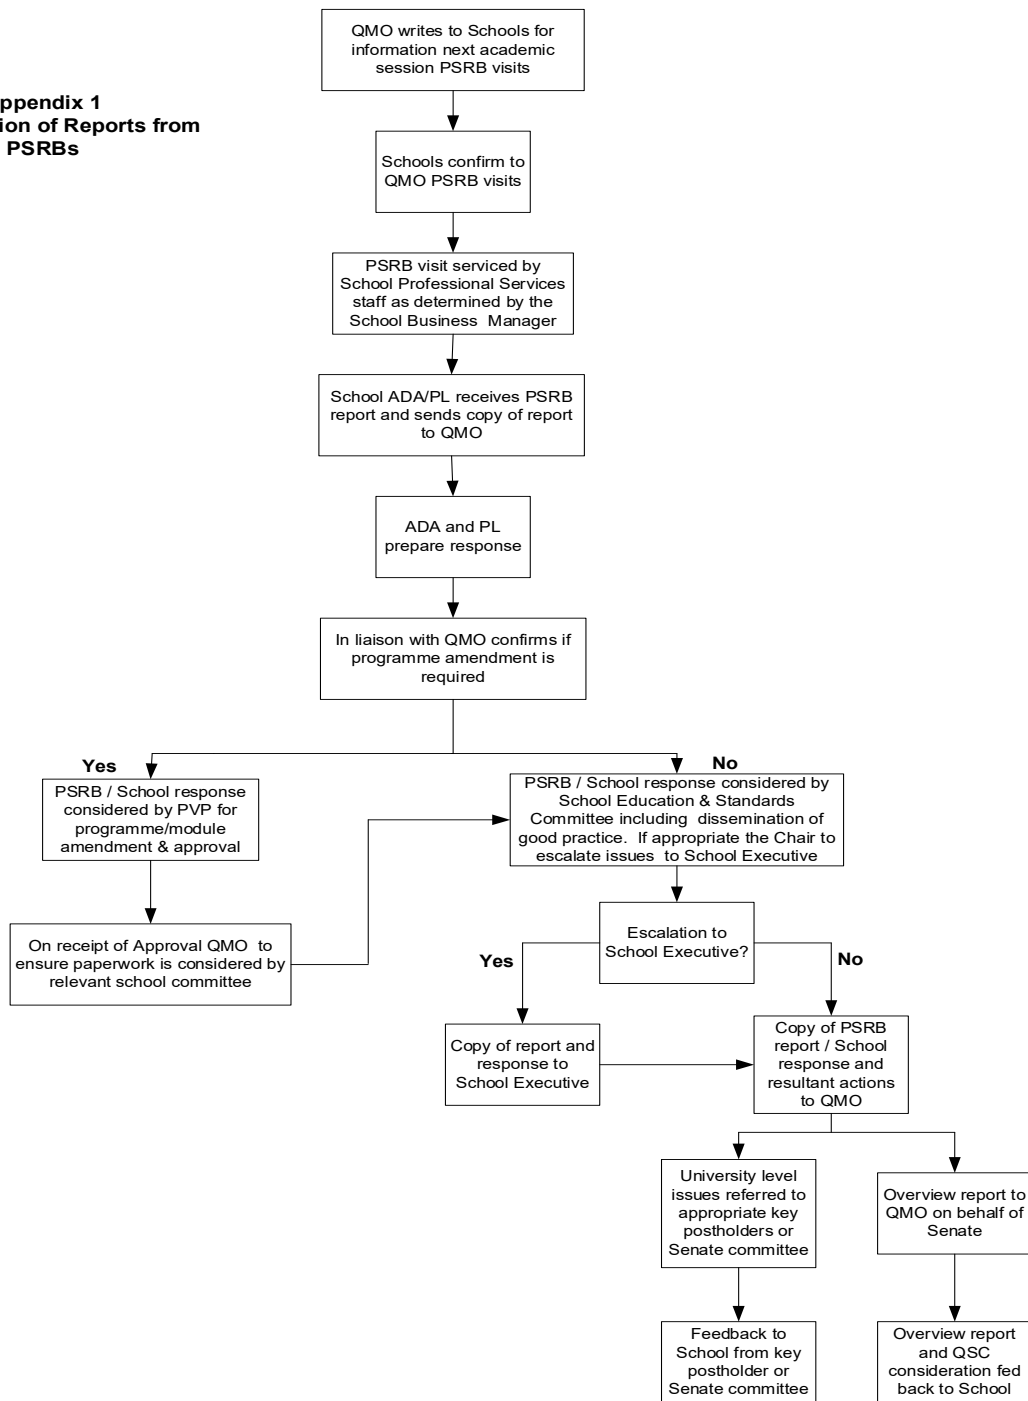 QMO writes to Schools for
information next academic
session PSRB visits
ppendix 1
ion of Reports from
PSRBs
Schools confirm to
QMO PSRB visits
PSRB visit serviced by
School Professional Services
staff as determined by the
School Business Manager
School ADA/PL receives PSRB
report and sends copy of report
to QMO
ADA and PL
prepare response
In liaison with QMO confirms if
programme amendment is
required
Yes
No
PSRB / School response
considered by PVP for
programme/module
amendment & approval
PSRB / School response considered by
School Education & Standards
Committee including dissemination of
good practice. If appropriate the Chair to
escalate issues to School Executive
On receipt of Approval QMO to
ensure paperwork is considered by
relevant school committee
Escalation to
School Executive?
Yes
No
Copy of report and
response to
School Executive
Copy of PSRB
report / School
response and
resultant actions
to QMO
University level
issues referred to
appropriate key
postholders or
Senate committee
Overview report to
QMO on behalf of
Senate
Feedback to
School from key
postholder or
Senate committee
Overview report
and QSC
consideration fed
back to School